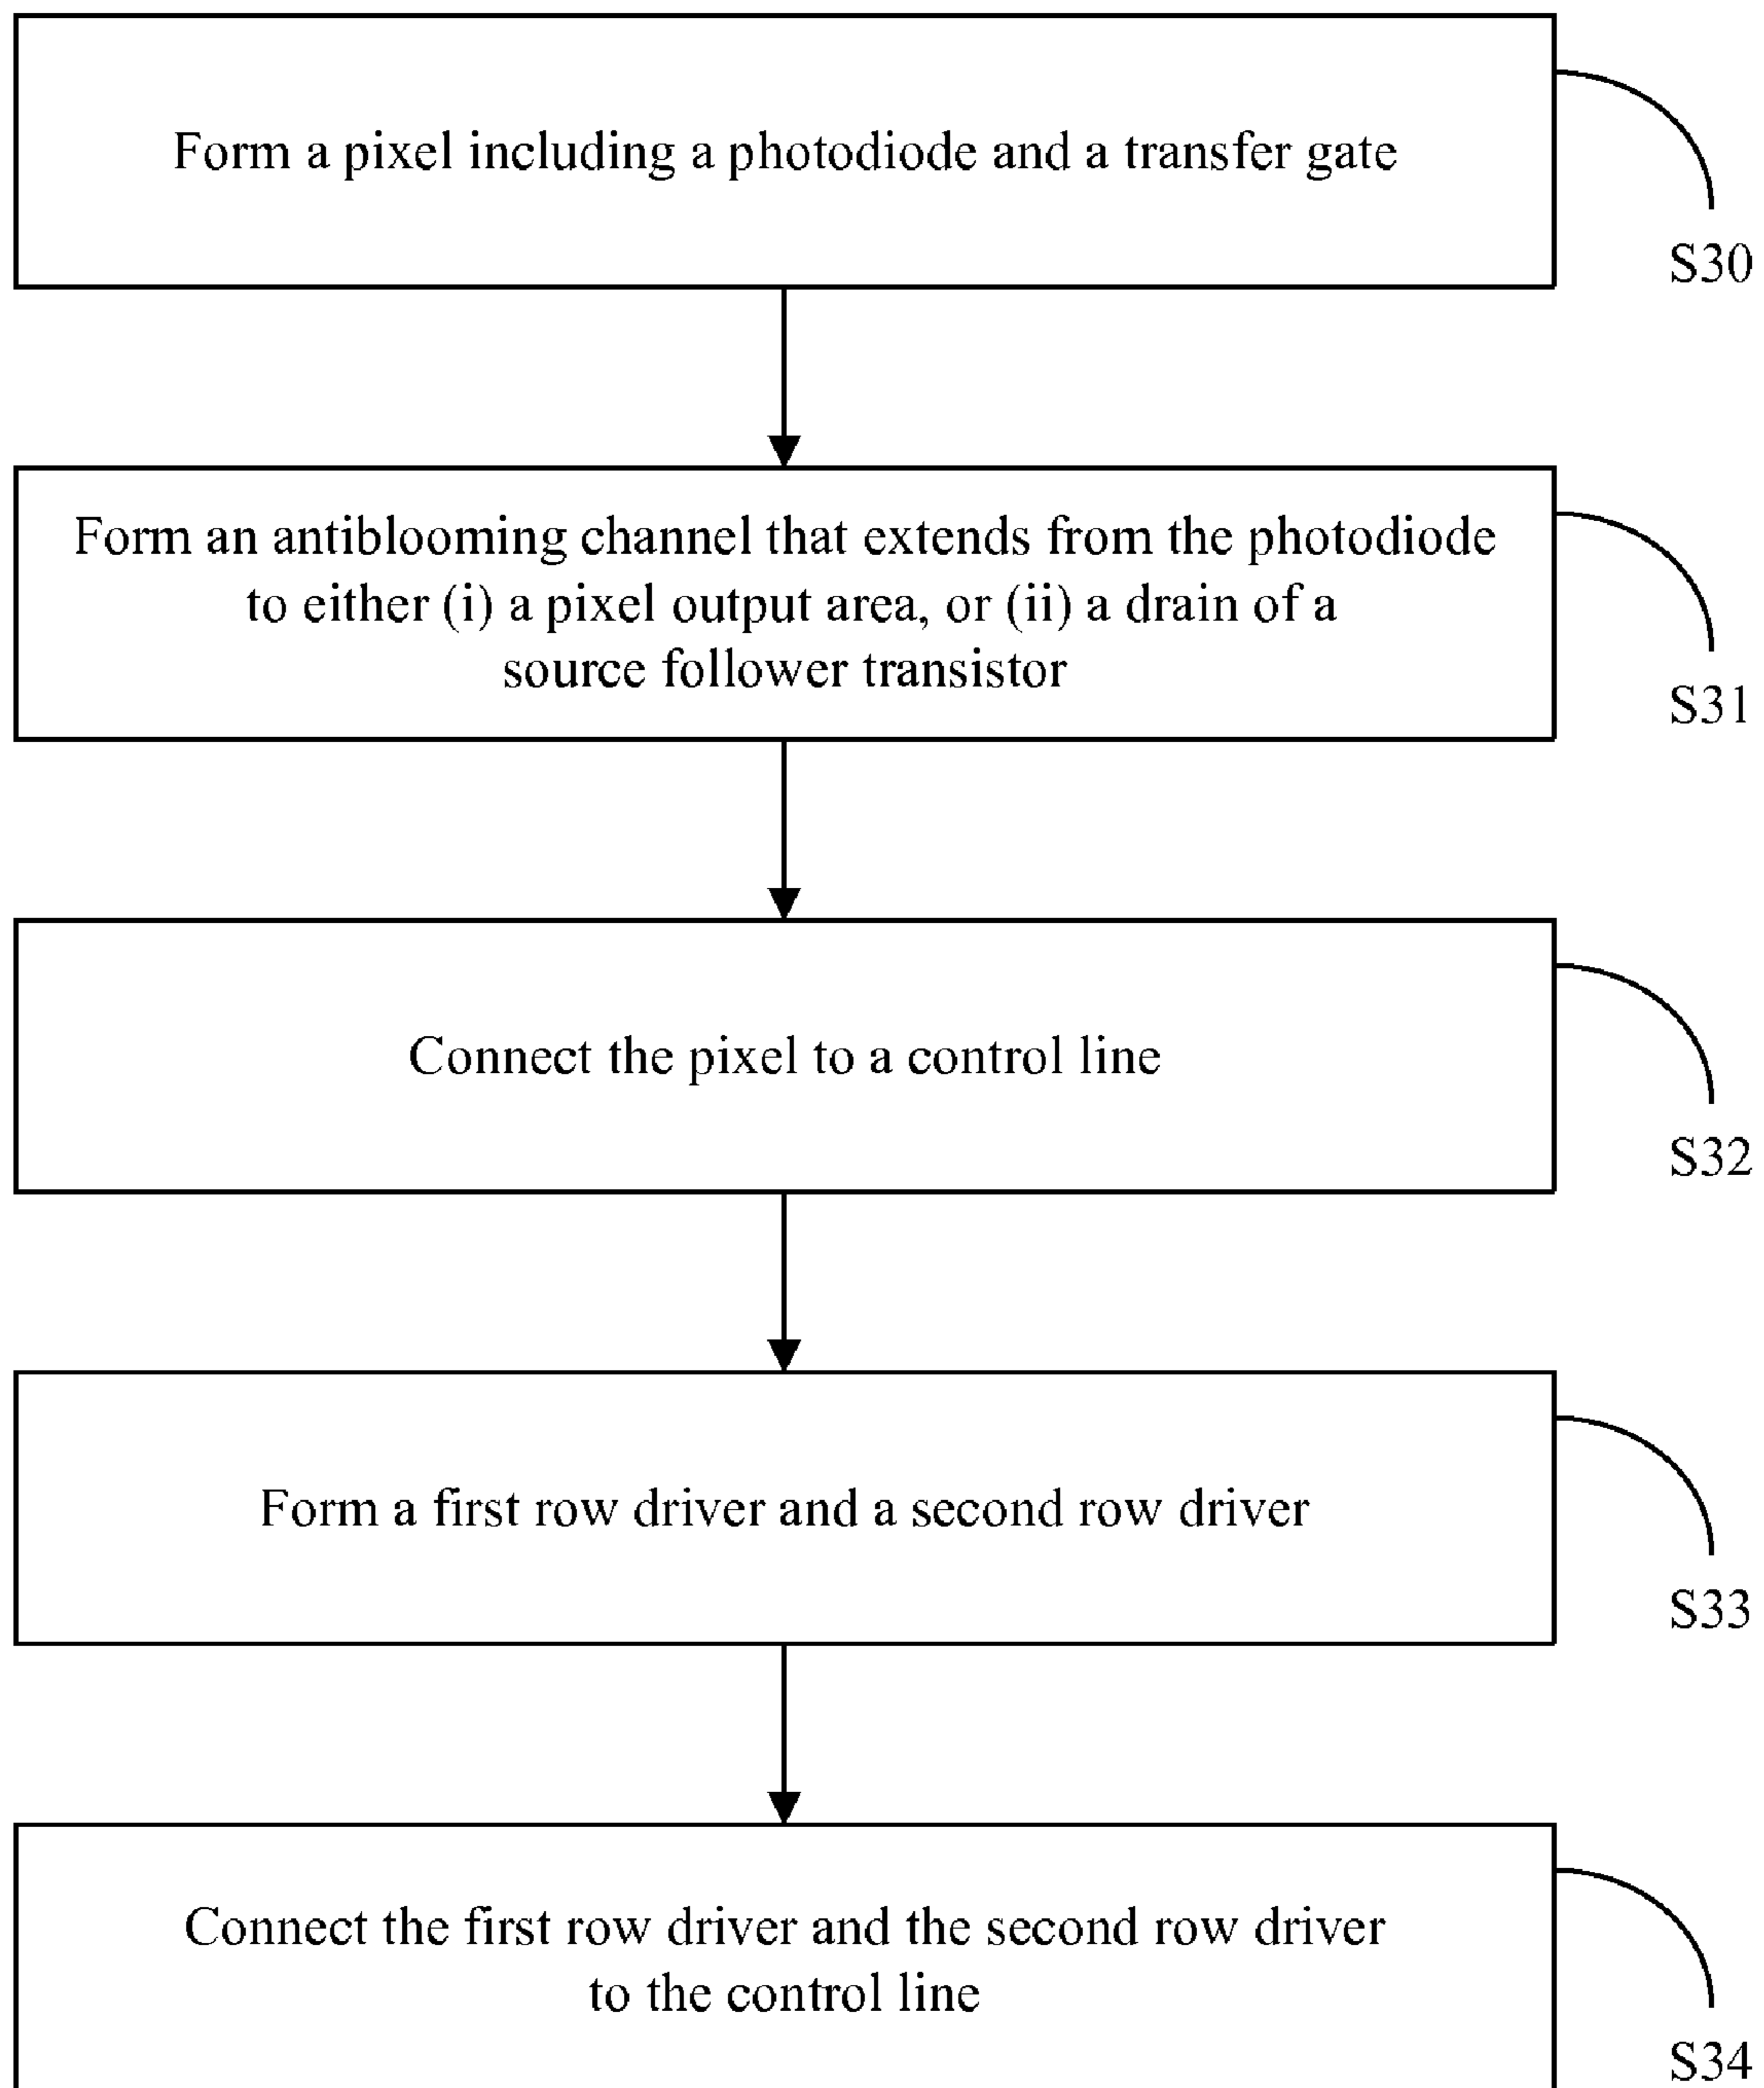 Form a pixel including a photodiode and a transfer gate
S30
Form an antiblooming channel that extends from the photodiode
to either (i) a pixel output area, or (ii) a drain of a
source follower transistor
S31
Connect the pixel to a control line
S32
Form a first row driver and a second row driver
S33
Connect the first row driver and the second row driver
to the control line
S34